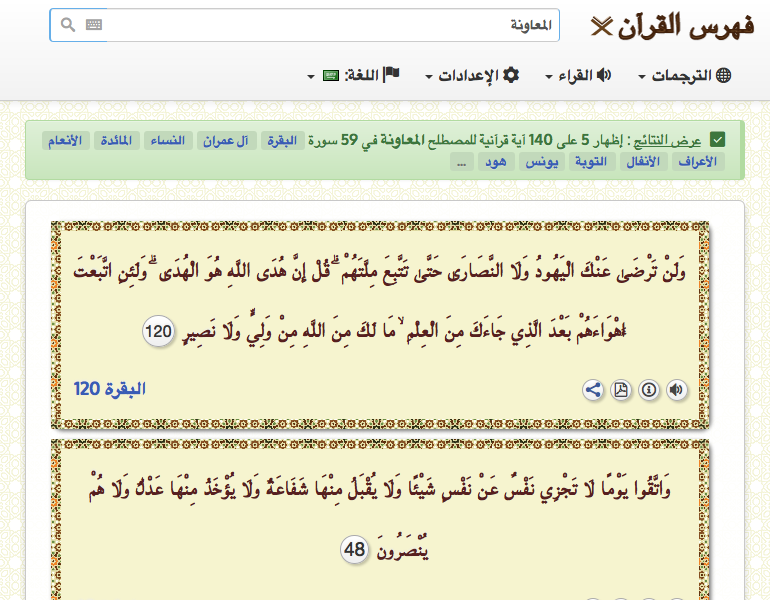 فهرس القرآن
المعاونة
الترجمات
القراء
الإعدادات
اللغة:
عرض النتائج : إظهار 5 على 140 آية قرآنية للمصطلح المعاونة في 59 سورة البقرة آل عمران النساء المائدة الأنعام
الأعراف الأنفال التوبة يونس هود ...
وَلَنْ تَرْضَىٰ عَنْكَ الْيَهُودُ وَلَا النَّصَارَىٰ حَتَّىٰ تَتَّبِعَ مِلَّتَهُمْ ۗ قُلْ إِنَّ هُدَى اللَّهِ هُوَ الْهُدَىٰ ۗ وَلَئِنِ اتَّبَعْتَ
أَهْوَاءَهُمْ بَعْدَ الَّذِي جَاءَكَ مِنَ الْعِلْمِ ۙ مَا لَكَ مِنَ اللَّهِ مِنْ وَلِيٍّ وَلَا نَصِيرٍ 120
البقرة 120
وَاتَّقُوا يَوْمًا لَا تَجْزِي نَفْسٌ عَنْ نَفْسٍ شَيْئًا وَلَا يُقْبَلُ مِنْهَا شَفَاعَةٌ وَلَا يُؤْخَذُ مِنْهَا عَدْلٌ وَلَا هُمْ
يُنْصَرُونَ 48